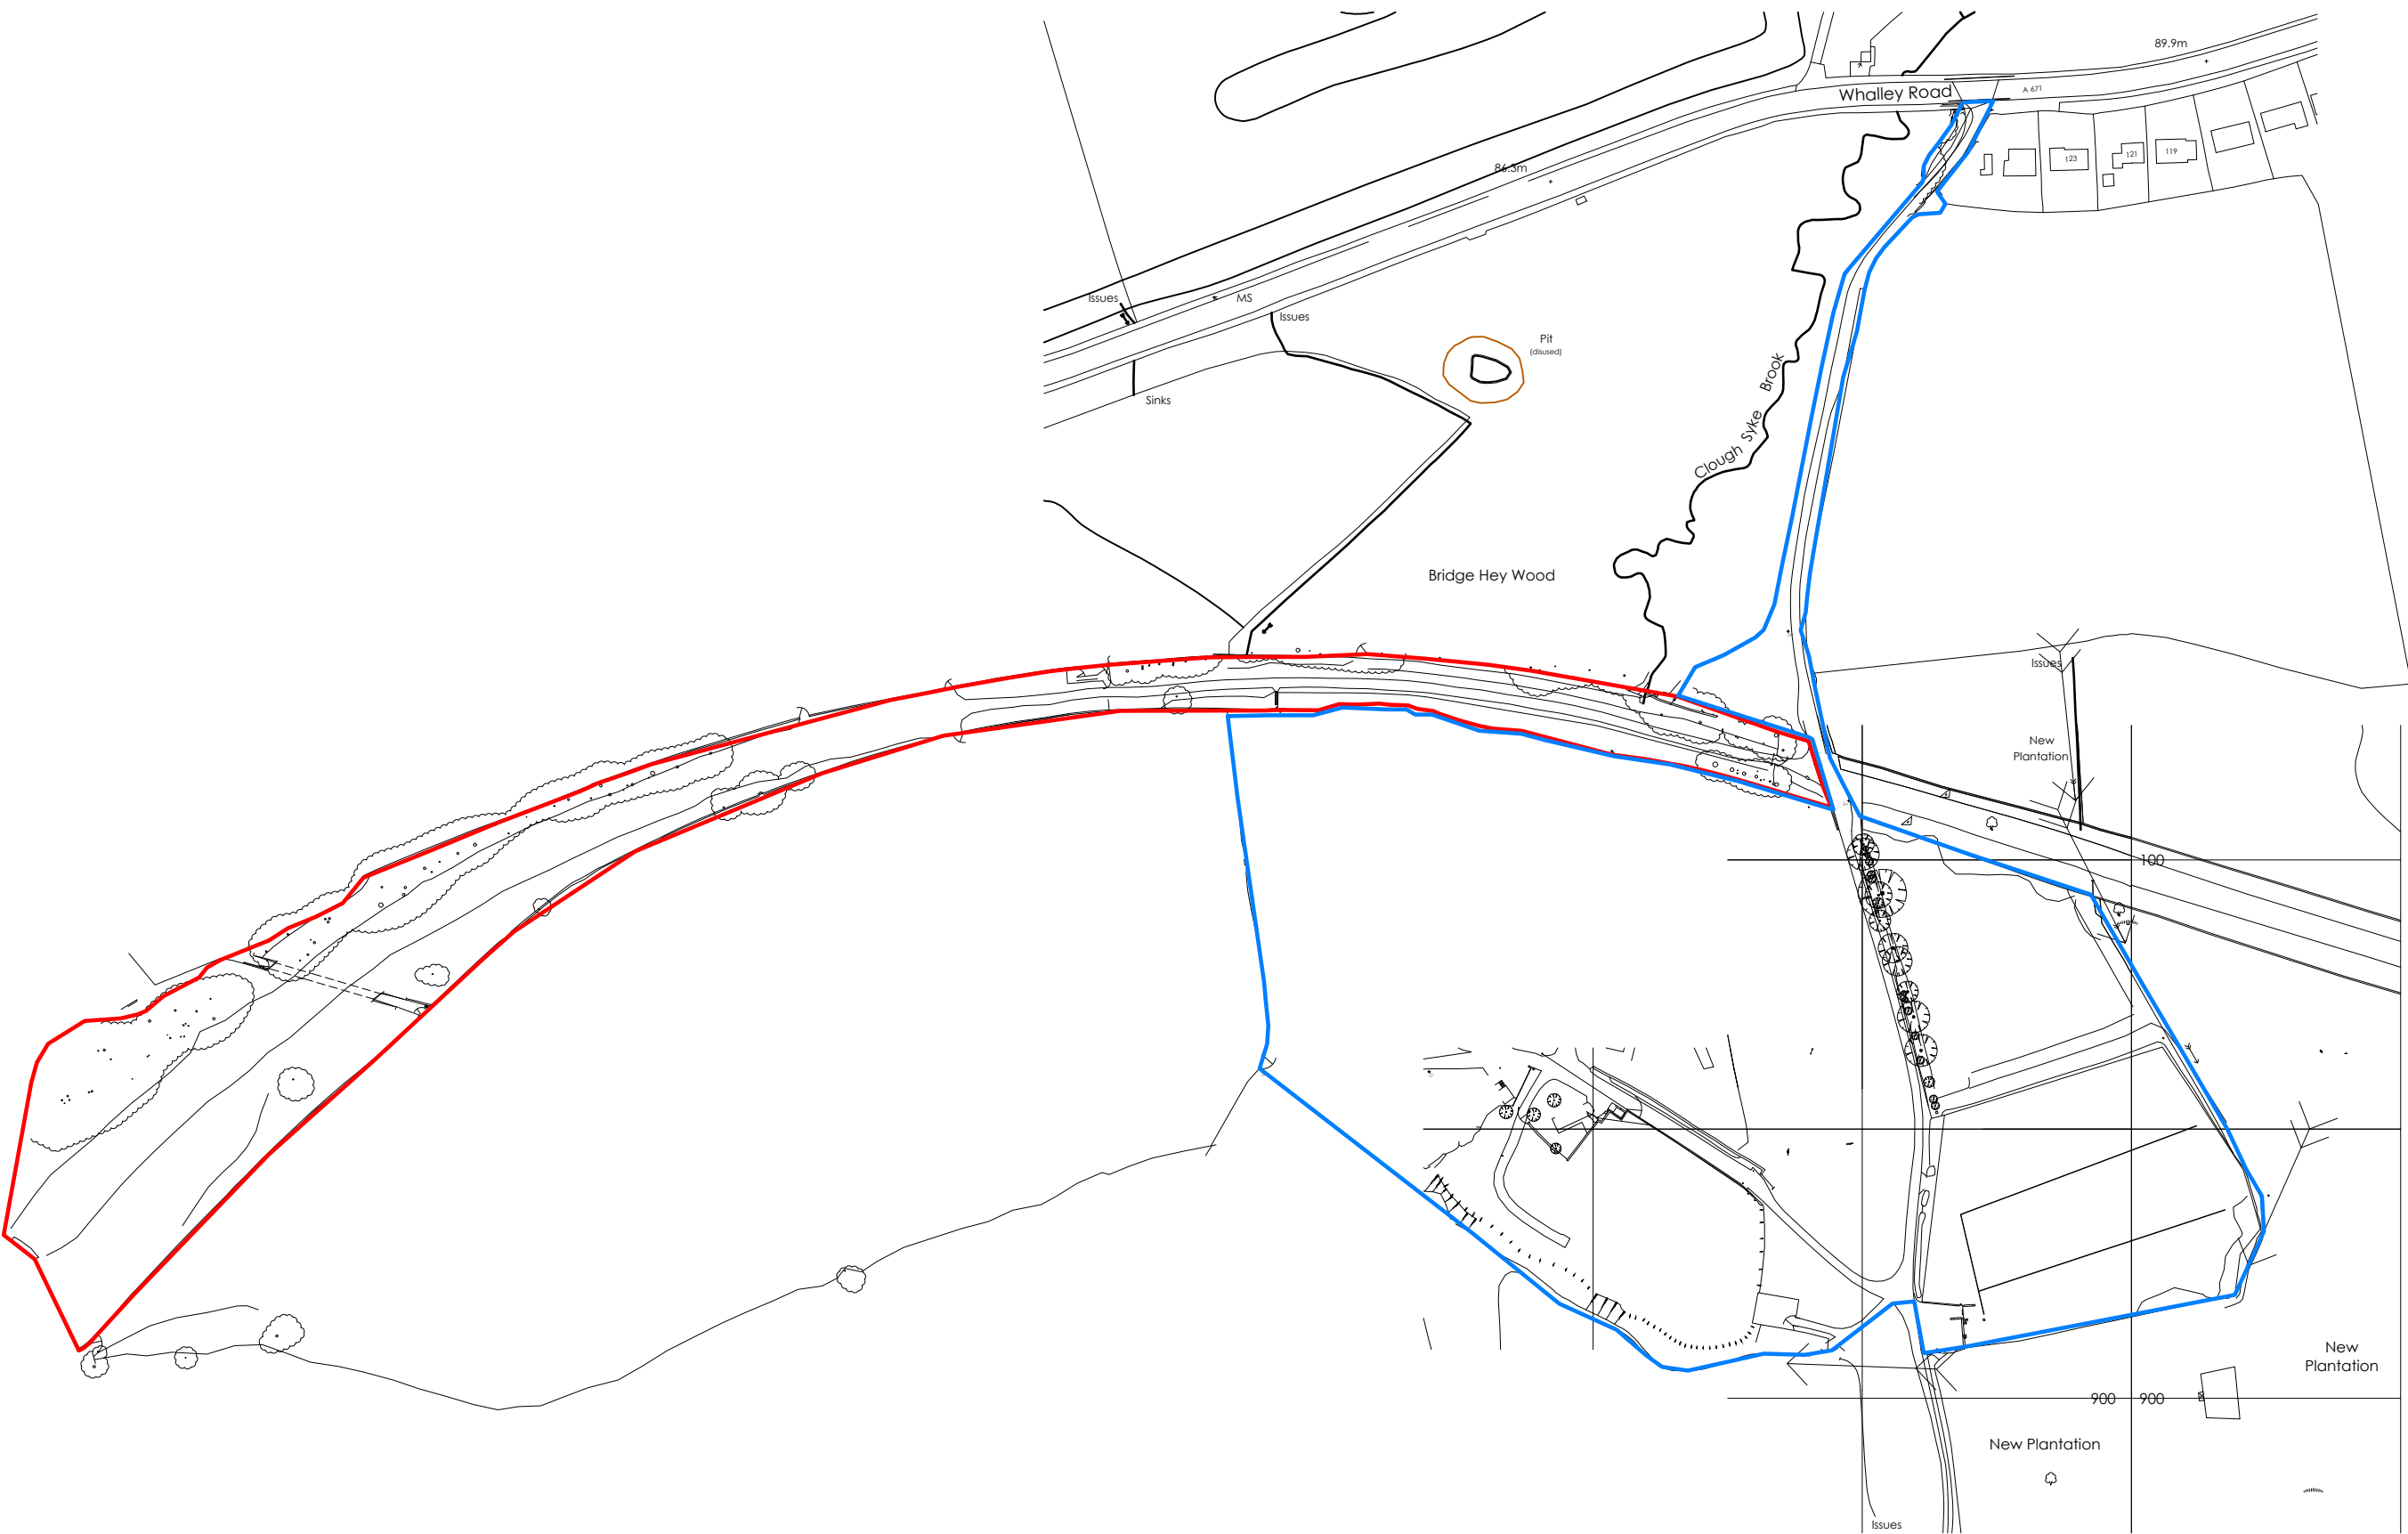 89.9m
Whalley Road
A 671
86.3m
123
121
119
Issues
MS
Issues
Pit
(disused)
Sinks
Clough Syke Brook
Bridge Hey Wood
Issues
New
Plantation
100
New
Plantation
900
900
New Plantation
Issues